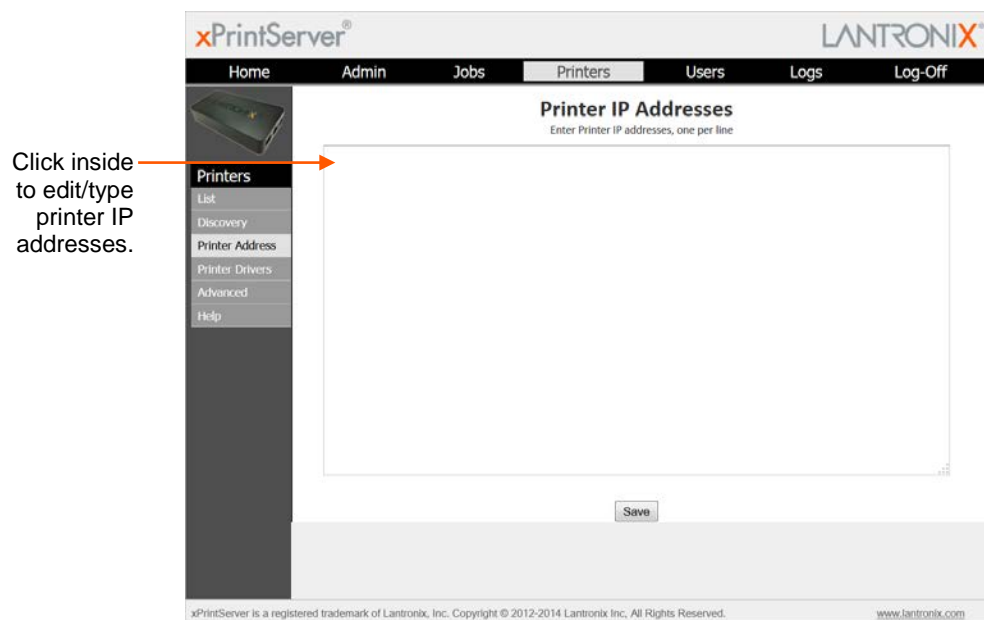 xPrintServer®
LANTRONIX®
Home Admin Jobs Printers Users Logs Log-Off
Printer IP Addresses
Enter Printer IP addresses, one per line
Click inside
to edit/type
printer IP
addresses.
Printers
List
Discovery
Printer Address
Printer Drivers
Advanced
Help
Save
xPrintServer is a registered trademark of Lantronix, Inc. Copyright © 2012-2014 Lantronix Inc, All Rights Reserved. www.lantronix.com